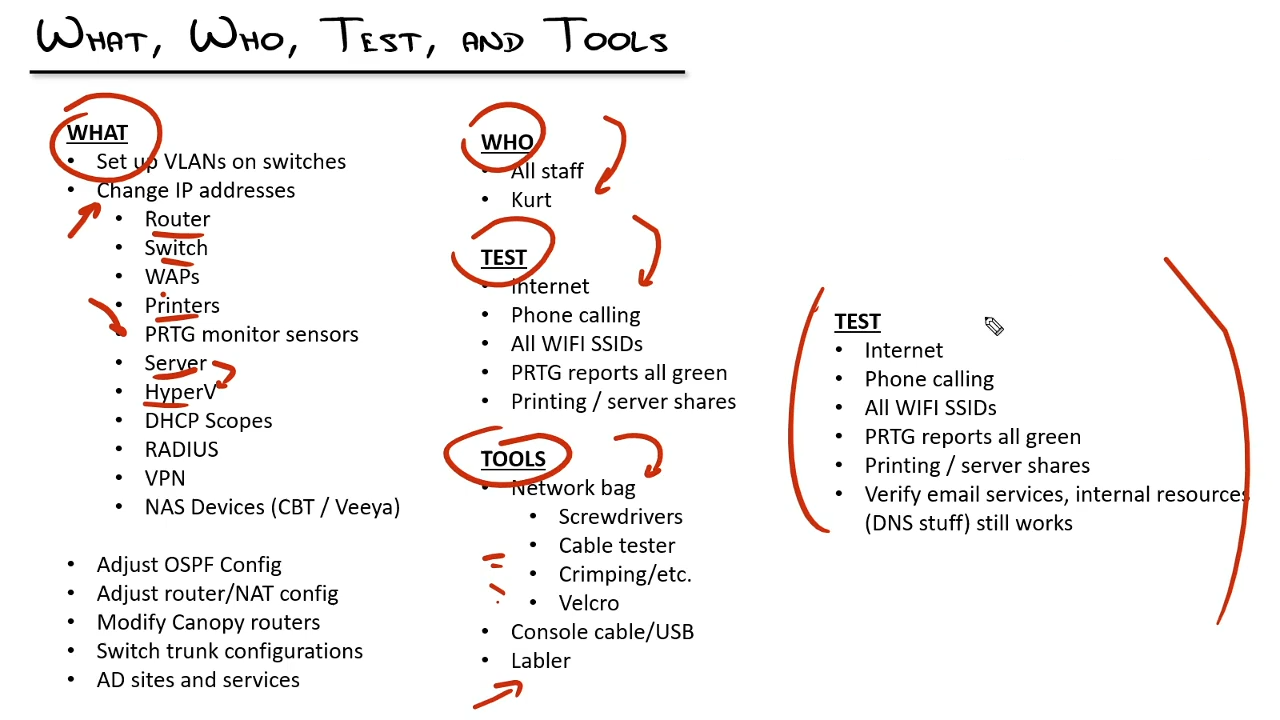 What, Who, Test, and Tools
WHAT
• Set up VLANs on switches
• Change IP addresses
• Router
• Switch
• WAPs
• Printers
• PRTG monitor sensors
• Server
• HyperV
• DHCP Scopes
• RADIUS
• VPN
• NAS Devices (CBT / Veeya)
• Adjust OSPF Config
• Adjust router/NAT config
• Modify Canopy routers
• Switch trunk configurations
• AD sites and services
WHO
• All staff
• Kurt
TEST
• Internet
• Phone calling
• All WIFI SSIDs
• PRTG reports all green
• Printing / server shares
TOOLS
• Network bag
• Screwdrivers
• Cable tester
• Crimping/etc.
• Velcro
• Console cable/USB
• Labler
TEST
• Internet
• Phone calling
• All WIFI SSIDs
• PRTG reports all green
• Printing / server shares
• Verify email services, internal resources
(DNS stuff) still works